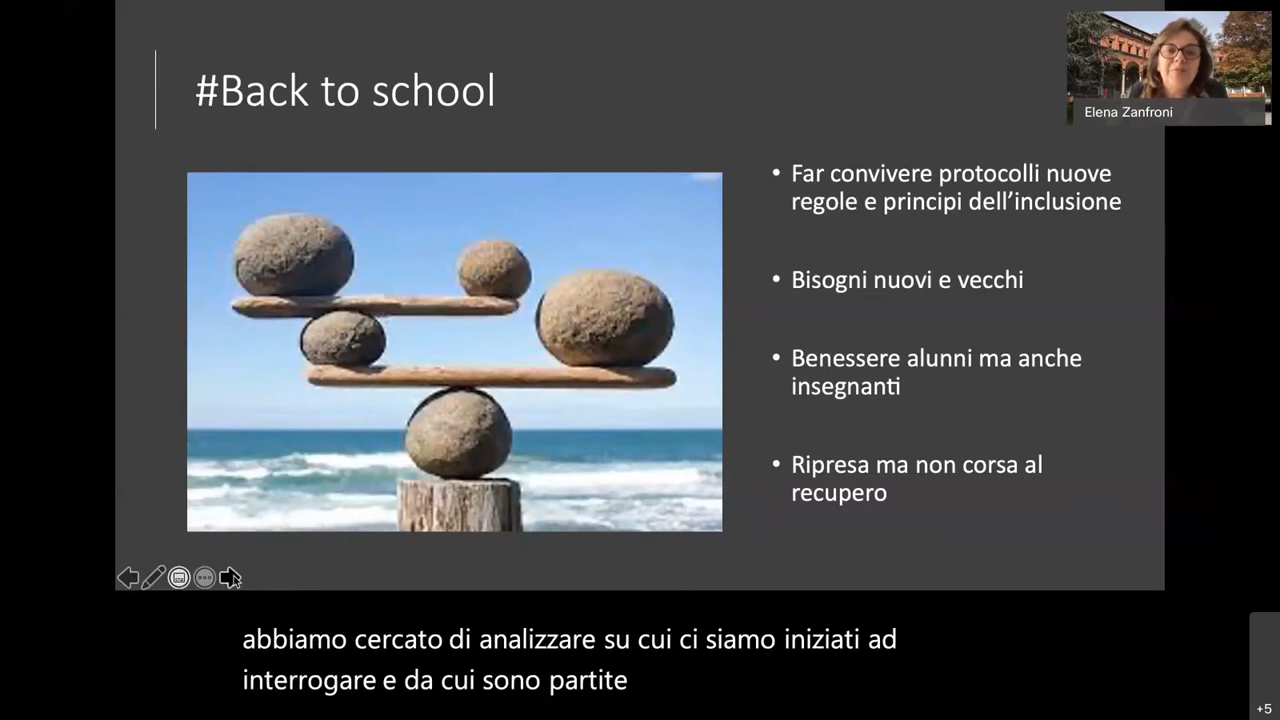 #Back to school
Elena Zanfroni
• Far convivere protocolli nuove
regole e principi dell’inclusione
• Bisogni nuovi e vecchi
• Benessere alunni ma anche
insegnanti
• Ripresa ma non corsa al
recupero
abbiamo cercato di analizzare su cui ci siamo iniziati ad
interrogare e da cui sono partite
+5